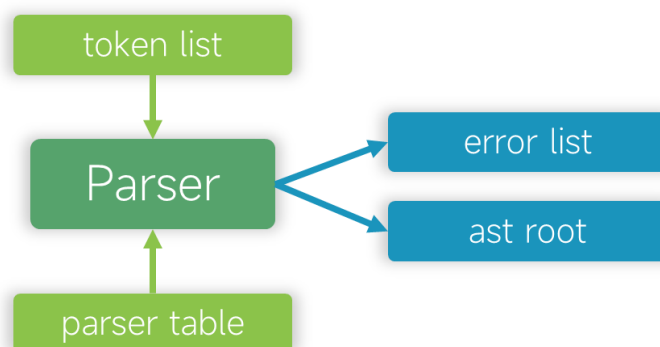 token list
Parser
error list
ast root
parser table